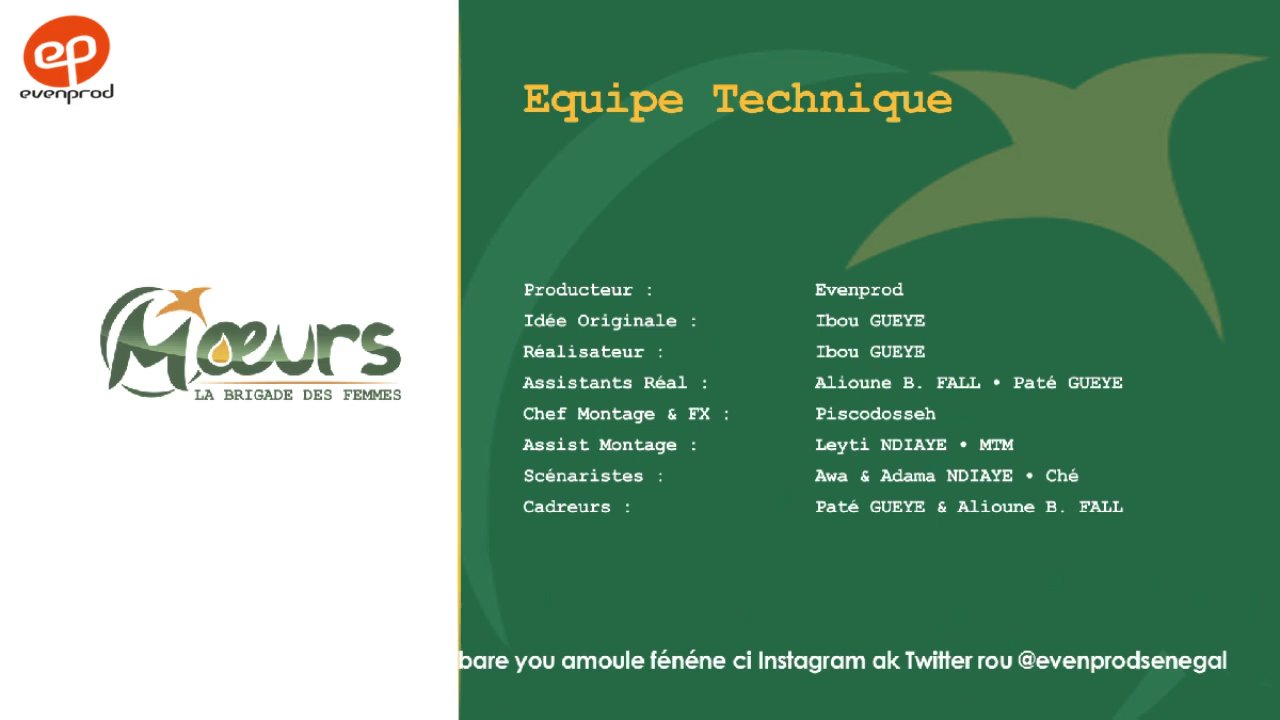 ep
evenprod
Equipe Technique
Mœurs
LA BRIGADE DES FEMMES
Producteur : Evenprod
Idée Originale : Ibou GUEYE
Réalisateur : Ibou GUEYE
Assistants Réal : Alioune B. FALL • Paté GUEYE
Chef Montage & FX : Piscodosseh
Assist Montage : Leyti NDIAYE • MTM
Scénaristes : Awa & Adama NDIAYE • Ché
Cadreurs : Paté GUEYE & Alioune B. FALL
bare you amoule fénéne ci Instagram ak Twitter rou @evenprodsenegal